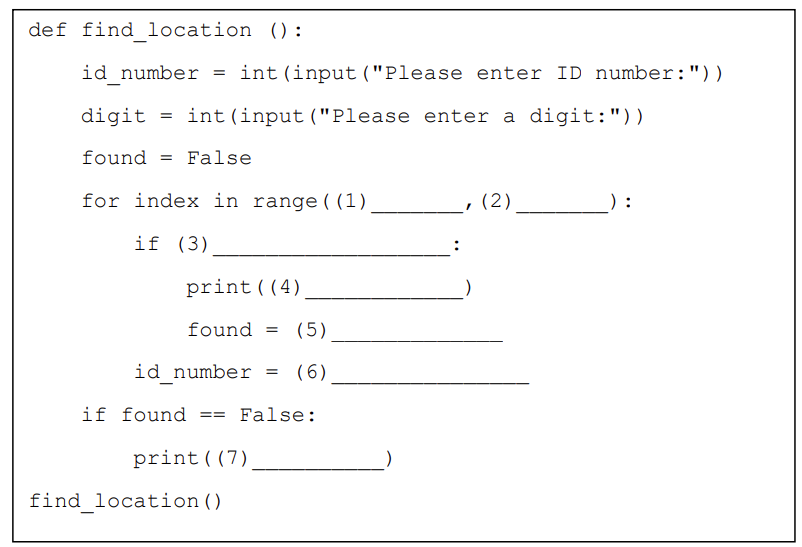 def find_location ():
    id_number = int(input("Please enter ID number:"))
    digit = int(input("Please enter a digit:"))
    found = False
    for index in range((1)_______,(2)_______):
        if (3)__________________:
            print((4)____________)
            found = (5)_____________
        id_number = (6)_______________
    if found == False:
        print((7)__________)
find_location()